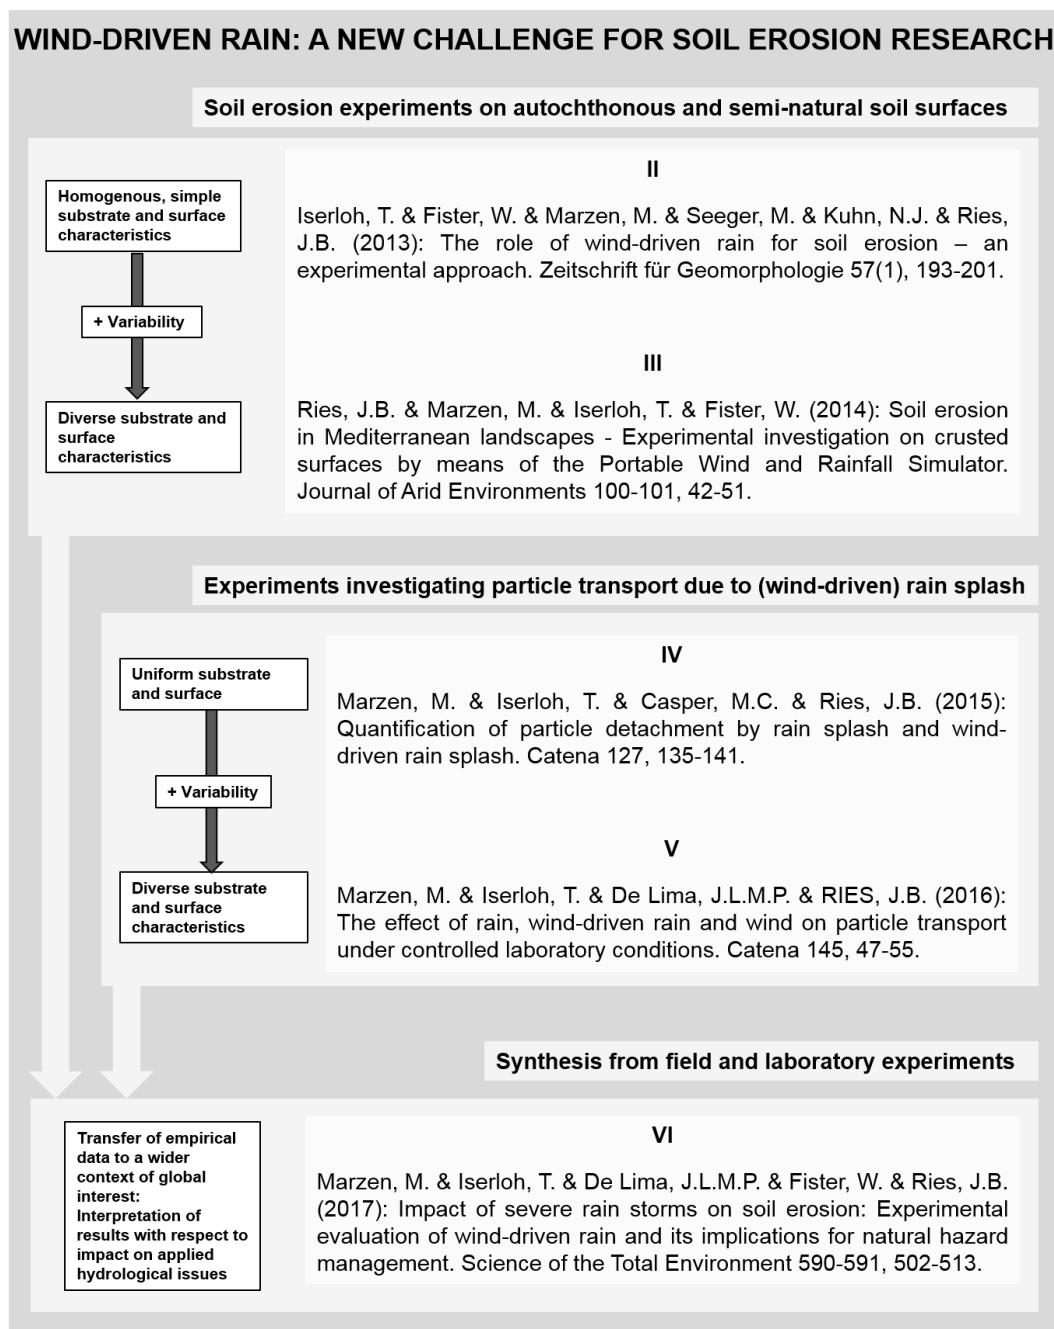 WIND-DRIVEN RAIN: A NEW CHALLENGE FOR SOIL EROSION RESEARCH
Soil erosion experiments on autochthonous and semi-natural soil surfaces
Homogenous, simple
substrate and surface
characteristics
+ Variability
Diverse substrate and
surface
characteristics
II
Iserloh, T. & Fister, W. & Marzen, M. & Seeger, M. & Kuhn, N.J. & Ries,
J.B. (2013): The role of wind-driven rain for soil erosion – an
experimental approach. Zeitschrift für Geomorphologie 57(1), 193-201.
III
Ries, J.B. & Marzen, M. & Iserloh, T. & Fister, W. (2014): Soil erosion
in Mediterranean landscapes - Experimental investigation on crusted
surfaces by means of the Portable Wind and Rainfall Simulator.
Journal of Arid Environments 100-101, 42-51.
Experiments investigating particle transport due to (wind-driven) rain splash
Uniform substrate
and surface
+ Variability
Diverse substrate
and surface
characteristics
IV
Marzen, M. & Iserloh, T. & Casper, M.C. & Ries, J.B. (2015):
Quantification of particle detachment by rain splash and wind-
driven rain splash. Catena 127, 135-141.
V
Marzen, M. & Iserloh, T. & De Lima, J.L.M.P. & RIES, J.B. (2016):
The effect of rain, wind-driven rain and wind on particle transport
under controlled laboratory conditions. Catena 145, 47-55.
Synthesis from field and laboratory experiments
Transfer of empirical
data to a wider
context of global
interest:
Interpretation of
results with respect to
impact on applied
hydrological issues
VI
Marzen, M. & Iserloh, T. & De Lima, J.L.M.P. & Fister, W. & Ries, J.B.
(2017): Impact of severe rain storms on soil erosion: Experimental
evaluation of wind-driven rain and its implications for natural hazard
management. Science of the Total Environment 590-591, 502-513.